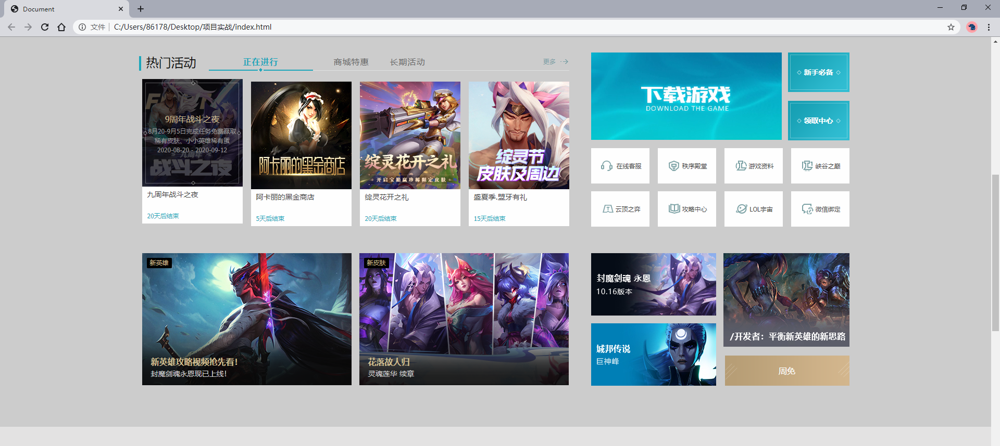 Document
文件
C:/Users/86178/Desktop/项目实战/index.html
热门活动
正在进行
商城特惠
长期活动
更多
9周年战斗之夜
8月20-9月5日完成任务免费赢取
稀有皮肤、小小英雄稀有蛋
2020-08-20 - 2020-09-12
九周年
战斗之夜
九周年战斗之夜
20天后结束
阿卡丽的黑金商店
阿卡丽的黑金商店
5天后结束
绽灵花开之礼
开启宝箱赢珍稀限定皮肤
绽灵花开之礼
20天后结束
绽灵节
皮肤及周边
盛夏季.盟牙有礼
15天后结束
下载游戏
DOWNLOAD THE GAME
新手必备
领取中心
在线客服
秩序殿堂
游戏资料
峡谷之巅
云顶之弈
攻略中心
LOL宇宙
微信绑定
新英雄
新英雄攻略视频抢先看!
封魔剑魂永恩现已上线!
新皮肤
花落故人归
灵魂莲华 续章
封魔剑魂 永恩
10.16版本
城邦传说
巨神峰
/开发者：平衡新英雄的新思路
周免